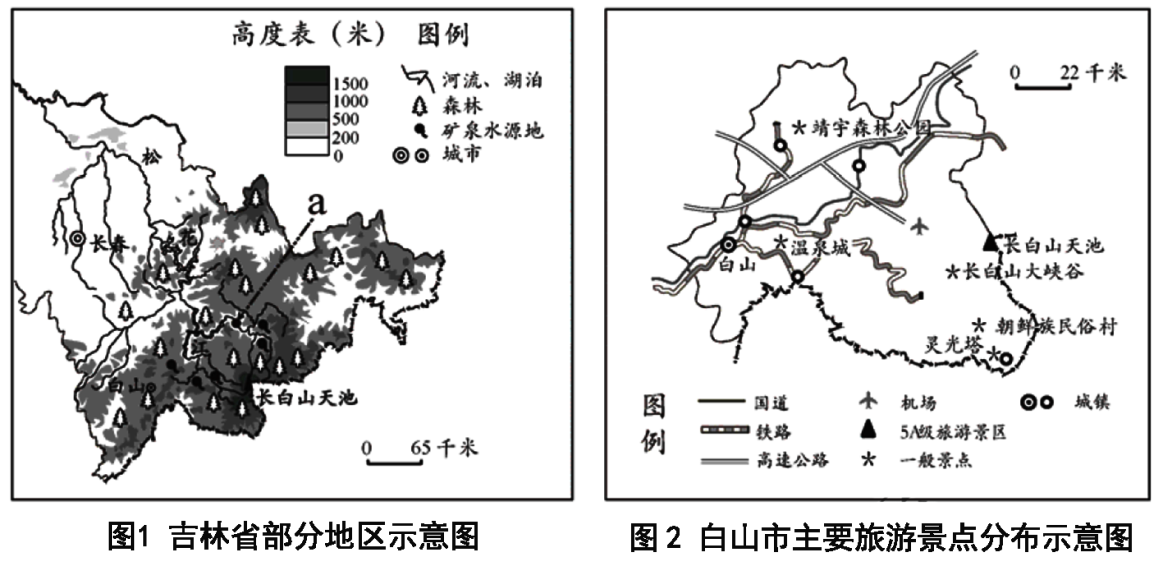 高度表（米） 图例
1500
1000
500
200
0
河流、湖泊
森林
矿泉水源地
城市
松
花
江
a
长春
白山
长白山天池
0 65 千米
图1 吉林省部分地区示意图
0 22 千米
靖宇森林公园
温泉城
白山
长白山天池
长白山大峡谷
朝鲜族民俗村
灵光塔
图例
国道
机场
城镇
铁路
5A级旅游景区
高速公路
一般景点
图 2 白山市主要旅游景点分布示意图